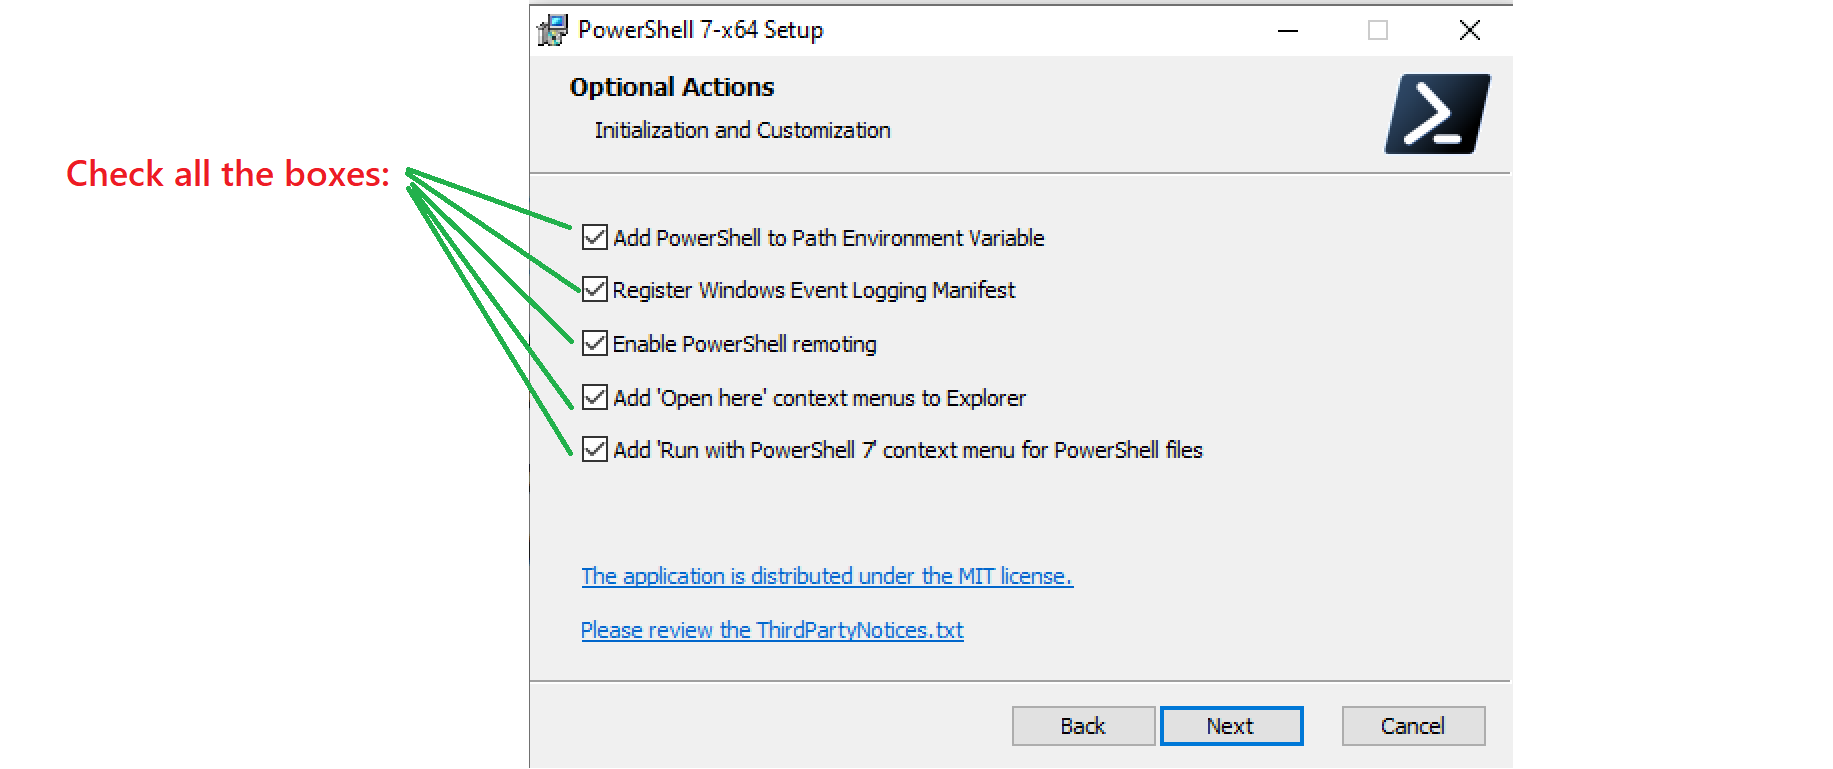 PowerShell 7-x64 Setup
Optional Actions
Initialization and Customization
Check all the boxes:
Add PowerShell to Path Environment Variable
Register Windows Event Logging Manifest
Enable PowerShell remoting
Add 'Open here' context menus to Explorer
Add 'Run with PowerShell 7' context menu for PowerShell files
The application is distributed under the MIT license.
Please review the ThirdPartyNotices.txt
Back Next Cancel